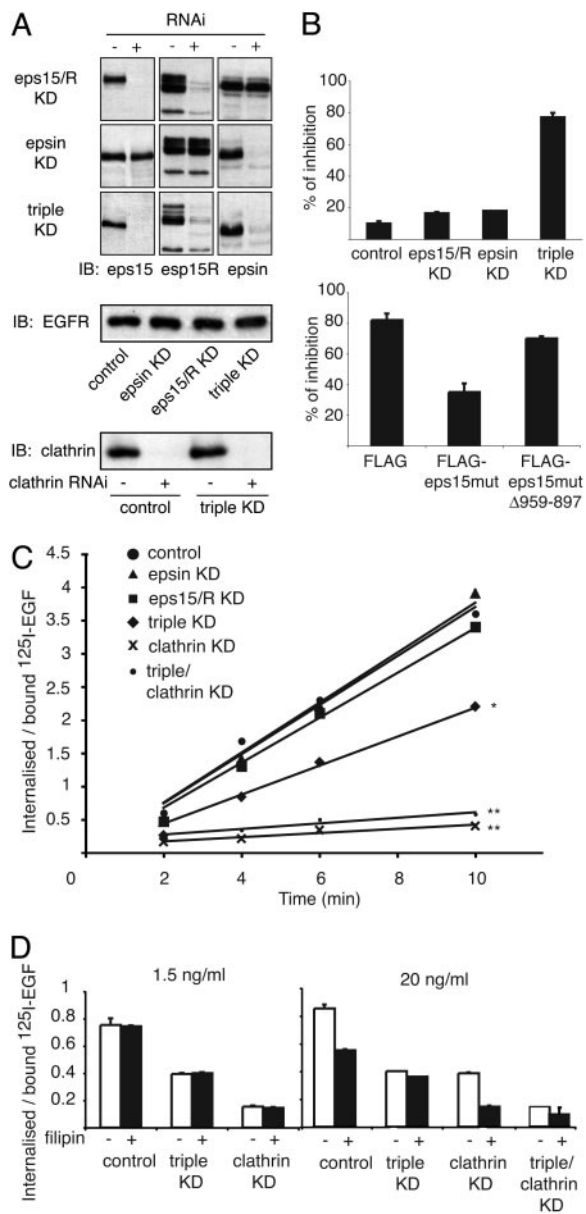 A
RNAi
- + - + - +
eps15/R
KD
epsin
KD
triple
KD
IB: eps15 esp15R epsin
IB: EGFR
control
epsin KD
eps15/R KD
triple KD
IB: clathrin
clathrin RNAi - + - +
control triple KD
B
% of inhibition
100
80
60
40
20
control eps15/R KD epsin KD triple KD
% of inhibition
100
80
60
40
20
FLAG FLAG-eps15mut FLAG-eps15mut Δ959-897
C
Internalised / bound 125I-EGF
4.5
4
3.5
3
2.5
2
1.5
1
0.5
control
epsin KD
eps15/R KD
triple KD
clathrin KD
triple/
clathrin KD
*
**
**
0 2 4 6 8 10
Time (min)
D
Internalised / bound 125I-EGF
1.5 ng/ml 20 ng/ml
1
0.8
0.6
0.4
0.2
filipin - + - + - + - + - + - + - +
control triple KD clathrin KD control triple KD clathrin KD triple/clathrin KD